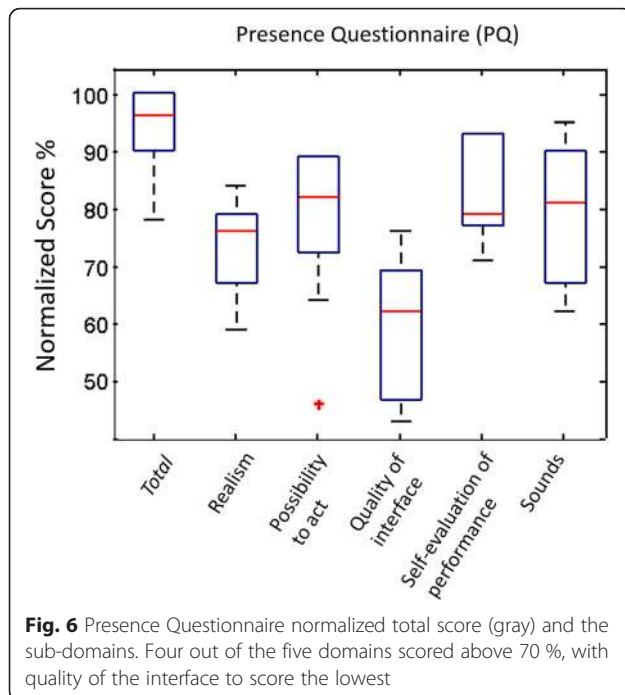 Presence Questionnaire (PQ)
Normalized Score %
100
90
80
70
60
50
Total
Realism
Possibility
to act
Quality of
interface
Self-evaluation of
performance
Sounds
Fig. 6 Presence Questionnaire normalized total score (gray) and the
sub-domains. Four out of the five domains scored above 70 %, with
quality of the interface to score the lowest